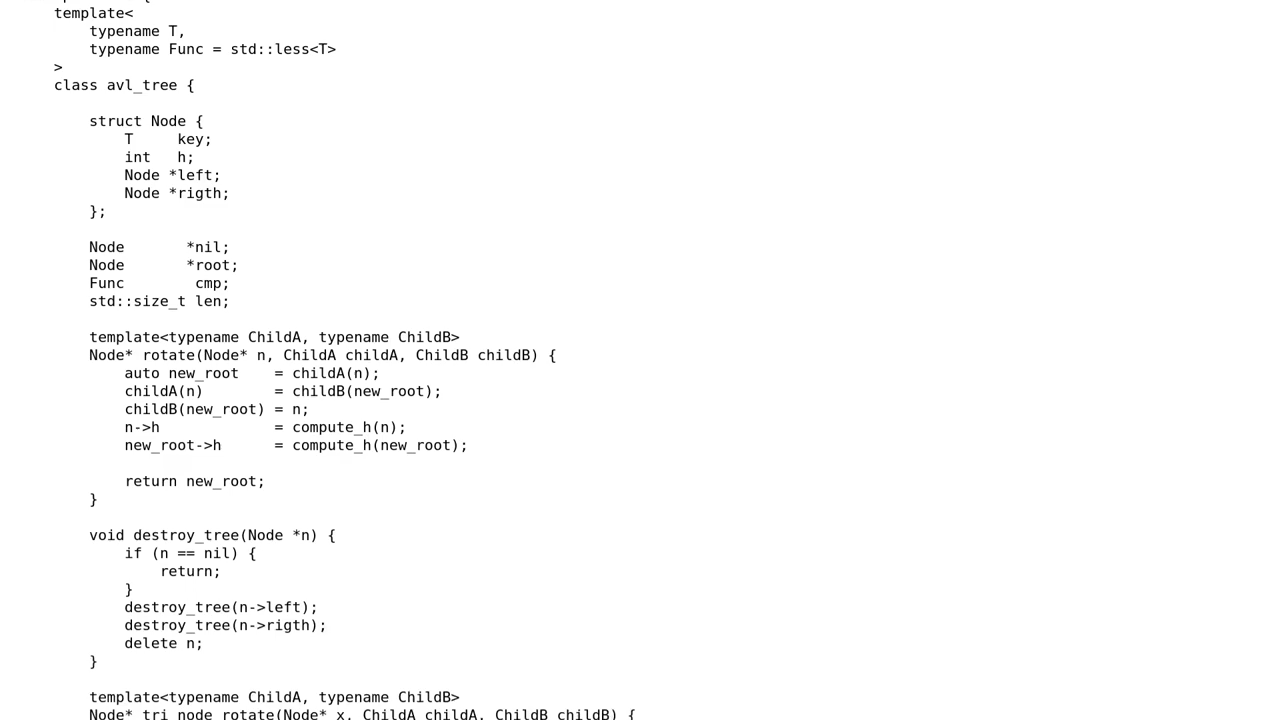 template<
    typename T,
    typename Func = std::less<T>
>
class avl_tree {

    struct Node {
        T     key;
        int   h;
        Node *left;
        Node *rigth;
    };

    Node       *nil;
    Node       *root;
    Func        cmp;
    std::size_t len;

    template<typename ChildA, typename ChildB>
    Node* rotate(Node* n, ChildA childA, ChildB childB) {
        auto new_root    = childA(n);
        childA(n)        = childB(new_root);
        childB(new_root) = n;
        n->h             = compute_h(n);
        new_root->h      = compute_h(new_root);

        return new_root;
    }

    void destroy_tree(Node *n) {
        if (n == nil) {
            return;
        }
        destroy_tree(n->left);
        destroy_tree(n->rigth);
        delete n;
    }

    template<typename ChildA, typename ChildB>
    Node* tri_node_rotate(Node* x, ChildA childA, ChildB childB) {